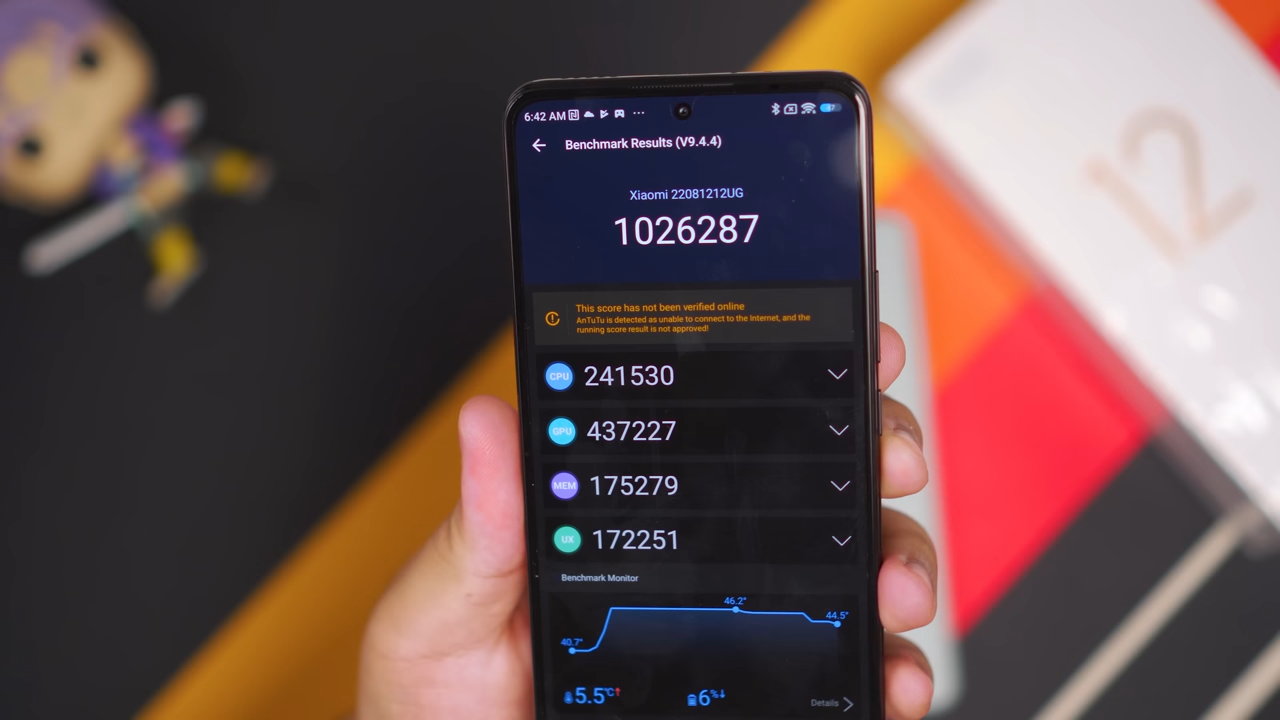 6:42 AM
Benchmark Results (V9.4.4)
Xiaomi 22081212UG
1026287
This score has not been verified online
AnTuTu is detected as unable to connect to the Internet, and the
running score result is not approved!
CPU 241530
GPU 437227
MEM 175279
UX 172251
Benchmark Monitor
46.2°
44.5°
40.7°
5.5°C↑ 6%↓ Details
12